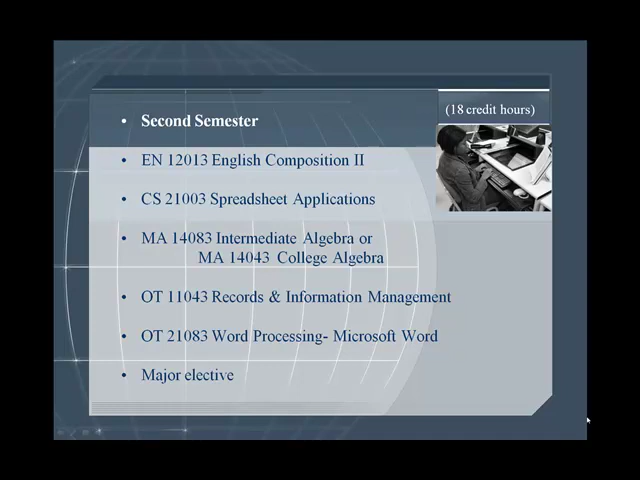 Second Semester
(18 credit hours)
EN 12013 English Composition II
CS 21003 Spreadsheet Applications
MA 14083 Intermediate Algebra or
MA 14043 College Algebra
OT 11043 Records & Information Management
OT 21083 Word Processing- Microsoft Word
Major elective